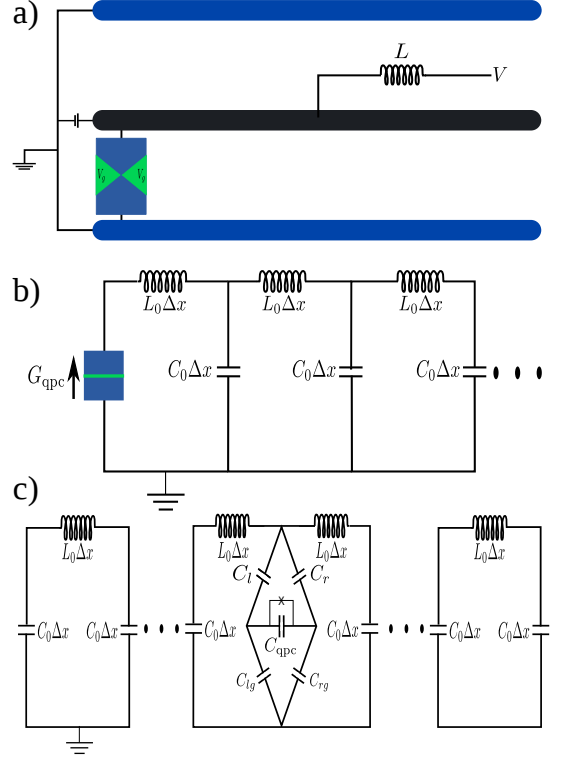 a)
L
V
V_g V_g
b)
L_0Δx L_0Δx L_0Δx
G_qpc C_0Δx C_0Δx C_0Δx
c)
L_0Δx L_0Δx L_0Δx L_0Δx
C_l C_r
x
C_0Δx C_0Δx C_0Δx C_0Δx C_0Δx C_0Δx
C_qpc
C_lg C_rg